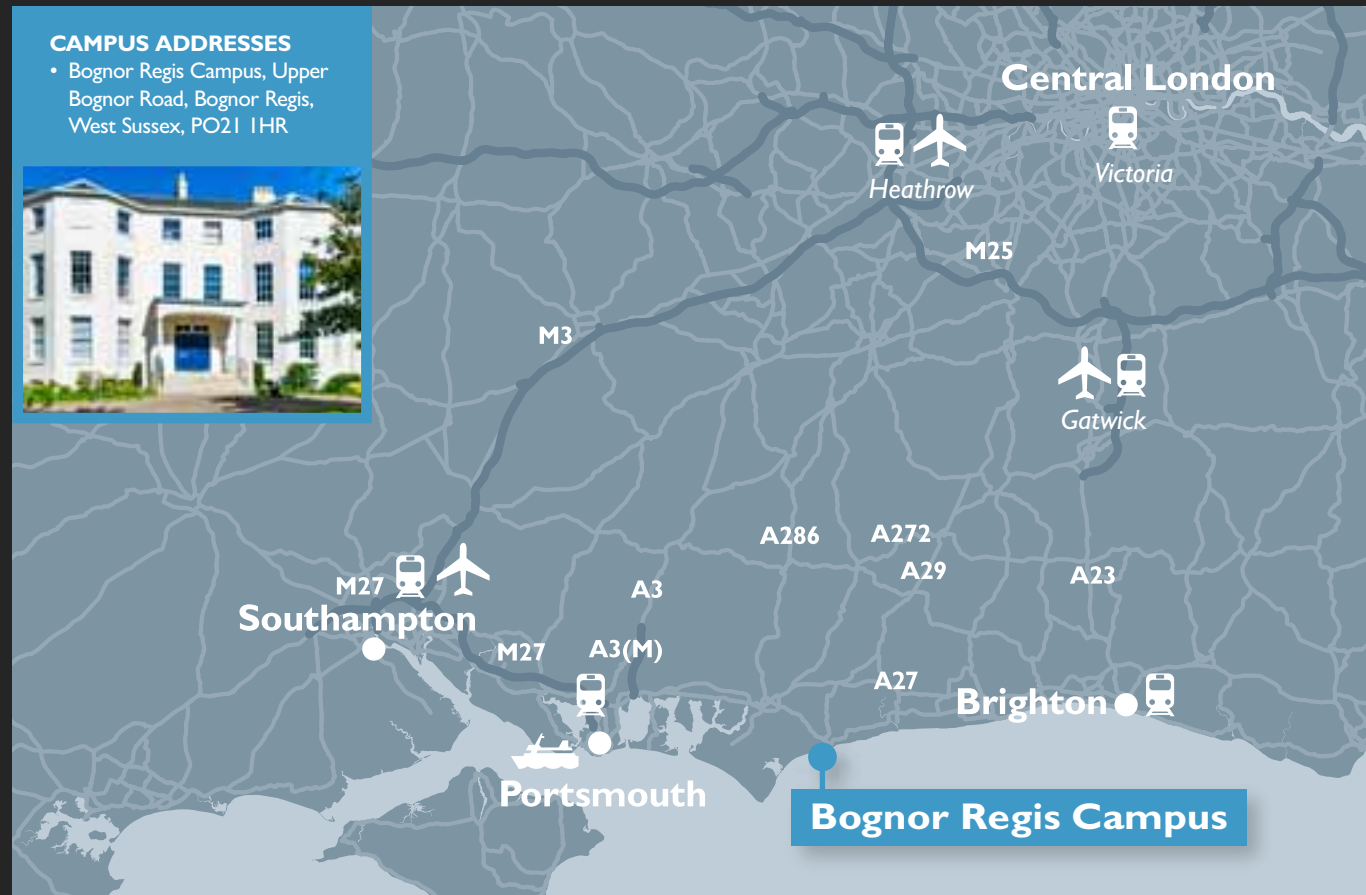 CAMPUS ADDRESSES
• Bognor Regis Campus, Upper
Bognor Road, Bognor Regis,
West Sussex, PO21 1HR
Central London
Victoria
Heathrow
M25
M3
Gatwick
A286
A272
A29
A23
M27
A3
Southampton
M27
A3(M)
A27
Brighton
Portsmouth
Bognor Regis Campus